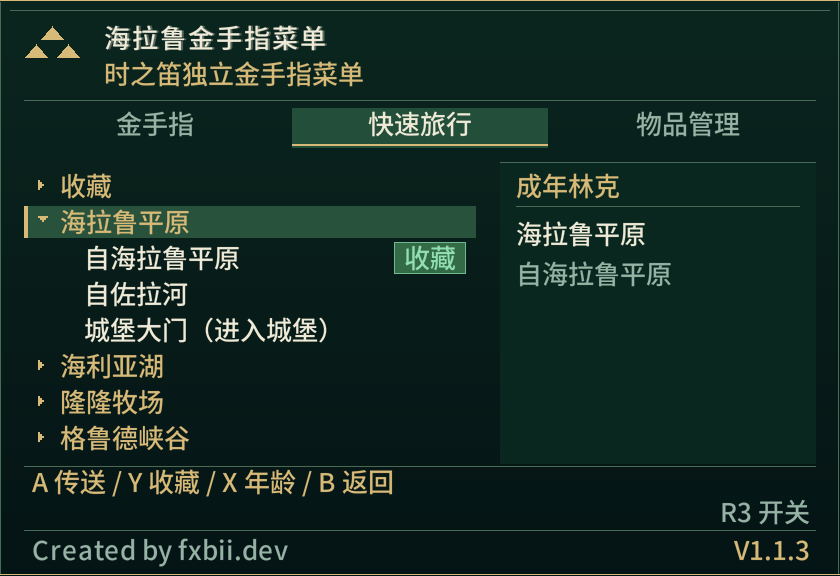 海拉鲁金手指菜单
时之笛独立金手指菜单
金手指
快速旅行
物品管理
收藏
海拉鲁平原
自海拉鲁平原 收藏
自佐拉河
城堡大门（进入城堡）
海利亚湖
隆隆牧场
格鲁德峡谷
成年林克
海拉鲁平原
自海拉鲁平原
A 传送 / Y 收藏 / X 年龄 / B 返回
R3 开关
Created by fxbii.dev
V1.1.3